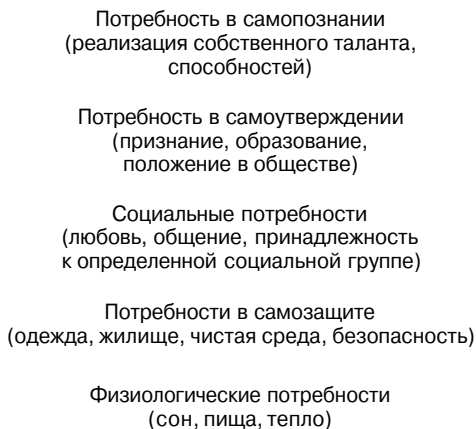 Потребность в самопознании
(реализация собственного таланта,
способностей)
Потребность в самоутверждении
(признание, образование,
положение в обществе)
Социальные потребности
(любовь, общение, принадлежность
к определенной социальной группе)
Потребности в самозащите
(одежда, жилище, чистая среда, безопасность)
Физиологические потребности
(сон, пища, тепло)